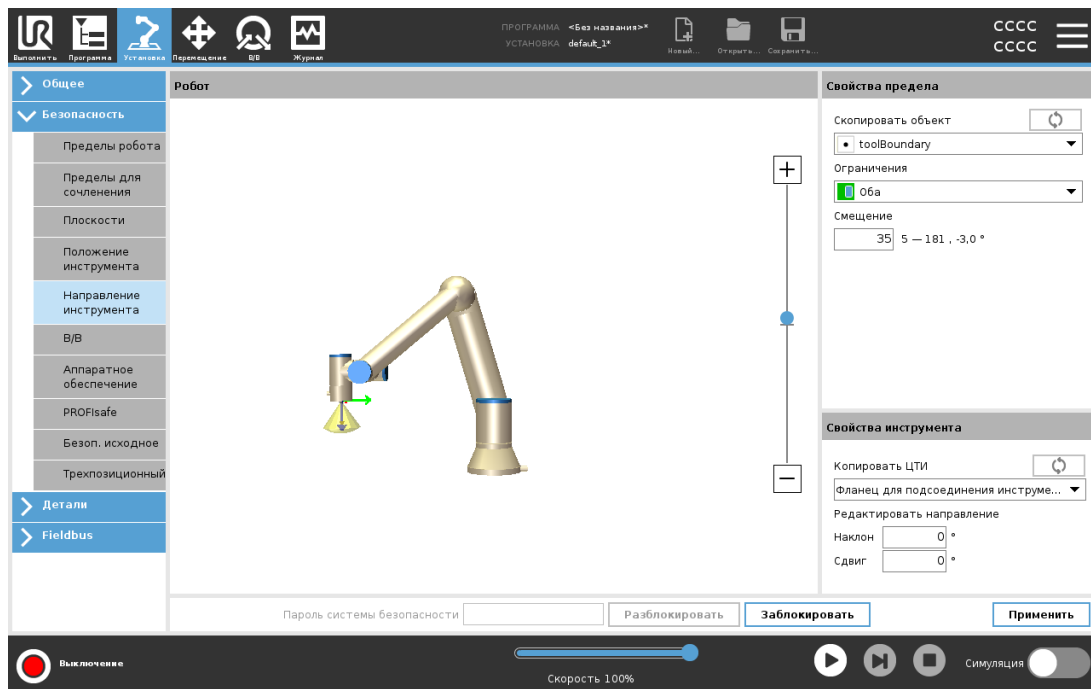 ПРОГРАММА <Без названия>*
УСТАНОВКА default_1*
Выполнить
Программа
Установка
Перемещение
В/В
Журнал
Новый...
Открыть...
Сохранить...
CCCC
CCCC
Общее
Безопасность
Пределы робота
Пределы для
сочленения
Плоскости
Положение
инструмента
Направление
инструмента
В/В
Аппаратное
обеспечение
PROFIsafe
Безоп. исходное
Трехпозиционный
Детали
Fieldbus
Робот
Свойства предела
Скопировать объект
toolBoundary
Ограничения
Оба
Смещение
35 5 — 181 , -3,0 °
Свойства инструмента
Копировать ЦТИ
Фланец для подсоединения инструме...
Редактировать направление
Наклон 0 °
Сдвиг 0 °
Пароль системы безопасности
Разблокировать
Заблокировать
Применить
Выключение
Скорость 100%
Симуляция